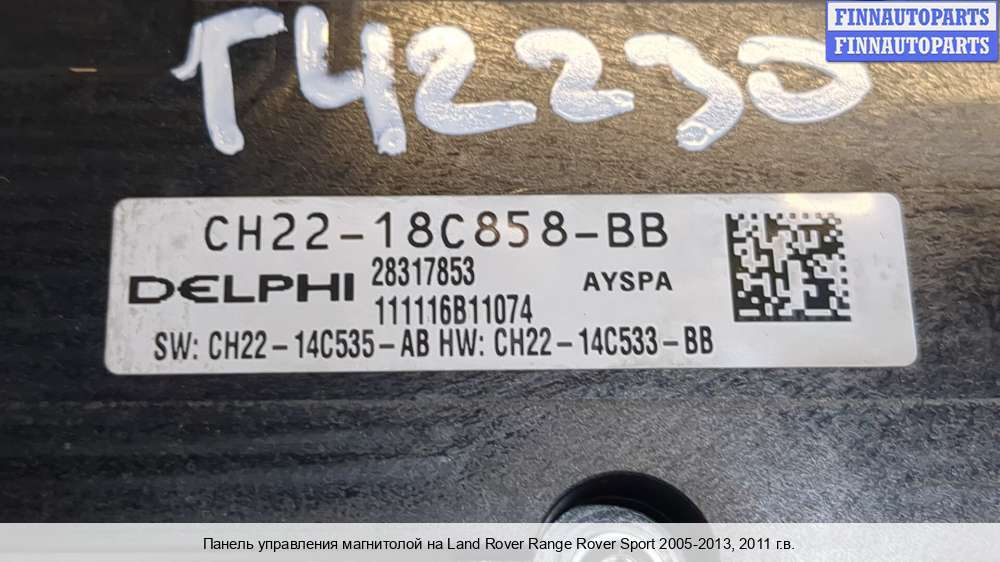 FINNAUTOPARTS
FINNAUTOPARTS
T42230
CH22-18C858-BB
DELPHI 28317853 AYSPA
111116B11074
SW: CH22-14C535-AB HW: CH22-14C533-BB
Панель управления магнитолой на Land Rover Range Rover Sport 2005-2013, 2011 г.в.